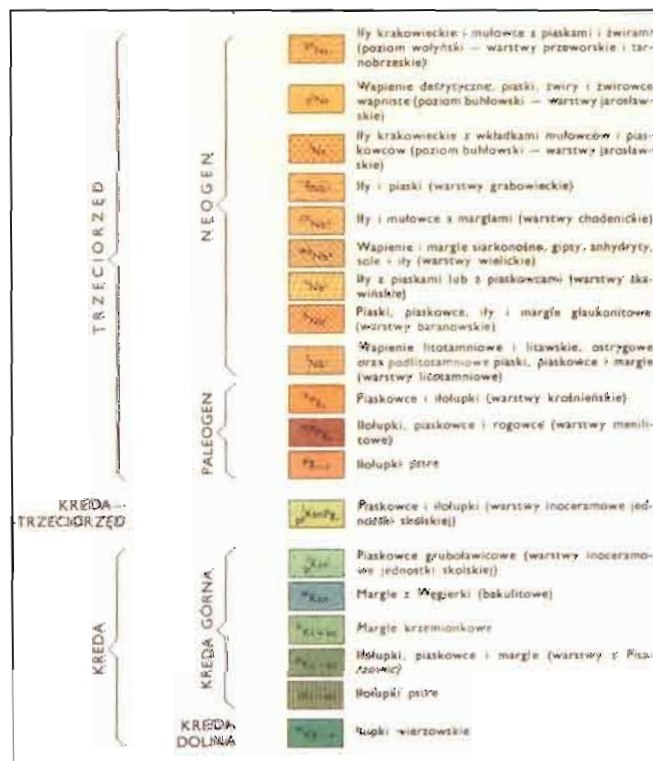 Iły krakowieckie i mułowce z piaskami i żwirami
(poziom wołyński — warstwy przeworskie i tar-
nobrzeskie)
Wapienie detrytyczne, piaski, żwiry i żwirowce
wapniste (poziom buhłowski — warstwy jarosław-
skie)
Iły krakowieckie z wkładkami mułowców i pias-
kowców (poziom buhłowski — warstwy jarosław-
skie)
Iły i piaski (warstwy grabowieckie)
Iły i mułowce z marglami (warstwy chodenickie)
Wapienie i margle siarkonośne, gipsy, anhydryty,
sole i iły (warstwy wielickie)
Iły z piaskami lub z piaskowcami (warstwy ska-
wińskie)
Piaski, piaskowce, iły i margle glaukonitowe
(warstwy baranowskie)
Wapienie litotamniowe i litawskie, ostrygowe
oraz podlitotamniowe piaski, piaskowce i margle
(warstwy litotamniowe)
NEOGEN
Piaskowce i łłołupki (warstwy krośnieńskie)
Iłołupki, piaskowce i rogowce (warstwy menili-
towe)
Iłołupki pstre
PALEOGEN
TRZECIORZĘD
KREDA—
—TRZECIORZĘD
Piaskowce i iłołupki (warstwy inoceramowe jed-
nostki skolskiej)
Piaskowce gruboławicowe (warstwy inoceramo-
we jednostki skolskiej)
Margle z Węgierki (bakulitowe)
Margle krzemionkowe
Iłołupki, piaskowce i margle (warstwy z Pisa-
rzowic)
Iłołupki pstre
KREDA GÓRNA
KREDA
DOLNA
Łupki wierzowskie
KREDA